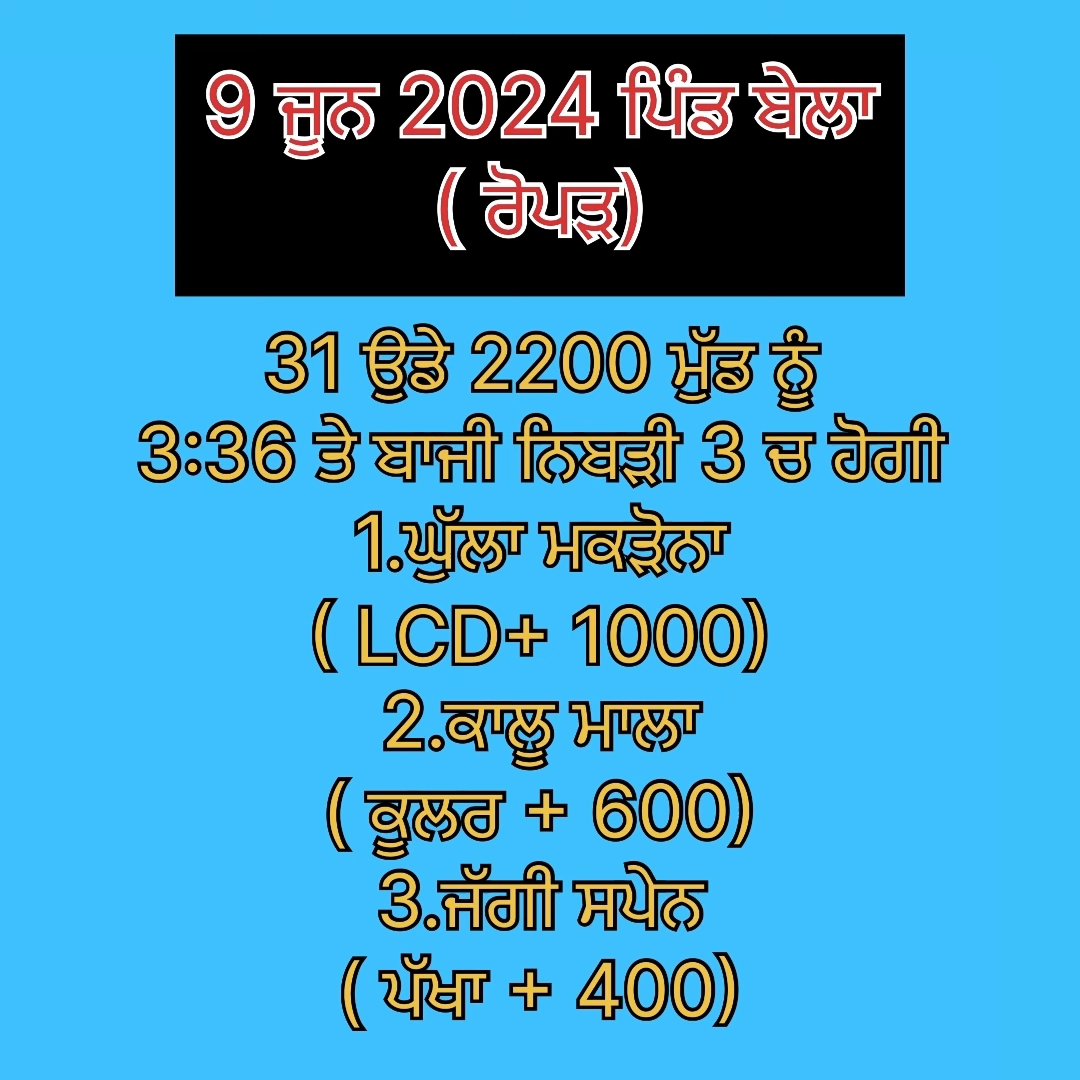 9 ਜੂਨ 2024 ਪਿੰਡ ਬੇਲਾ
( ਰੋਪੜ)
31 ਉਡੇ 2200 ਮੁੱਡ ਨੂੰ
3:36 ਤੇ ਬਾਜੀ ਨਿਬੜੀ 3 ਚ ਹੋਗੀ
1.ਘੁੱਲਾ ਮਕੜੋਨਾ
( LCD+ 1000)
2.ਕਾਲੂ ਮਾਲਾ
( ਕੂਲਰ + 600)
3.ਜੱਗੀ ਸਪੇਨ
( ਪੱਖਾ + 400)